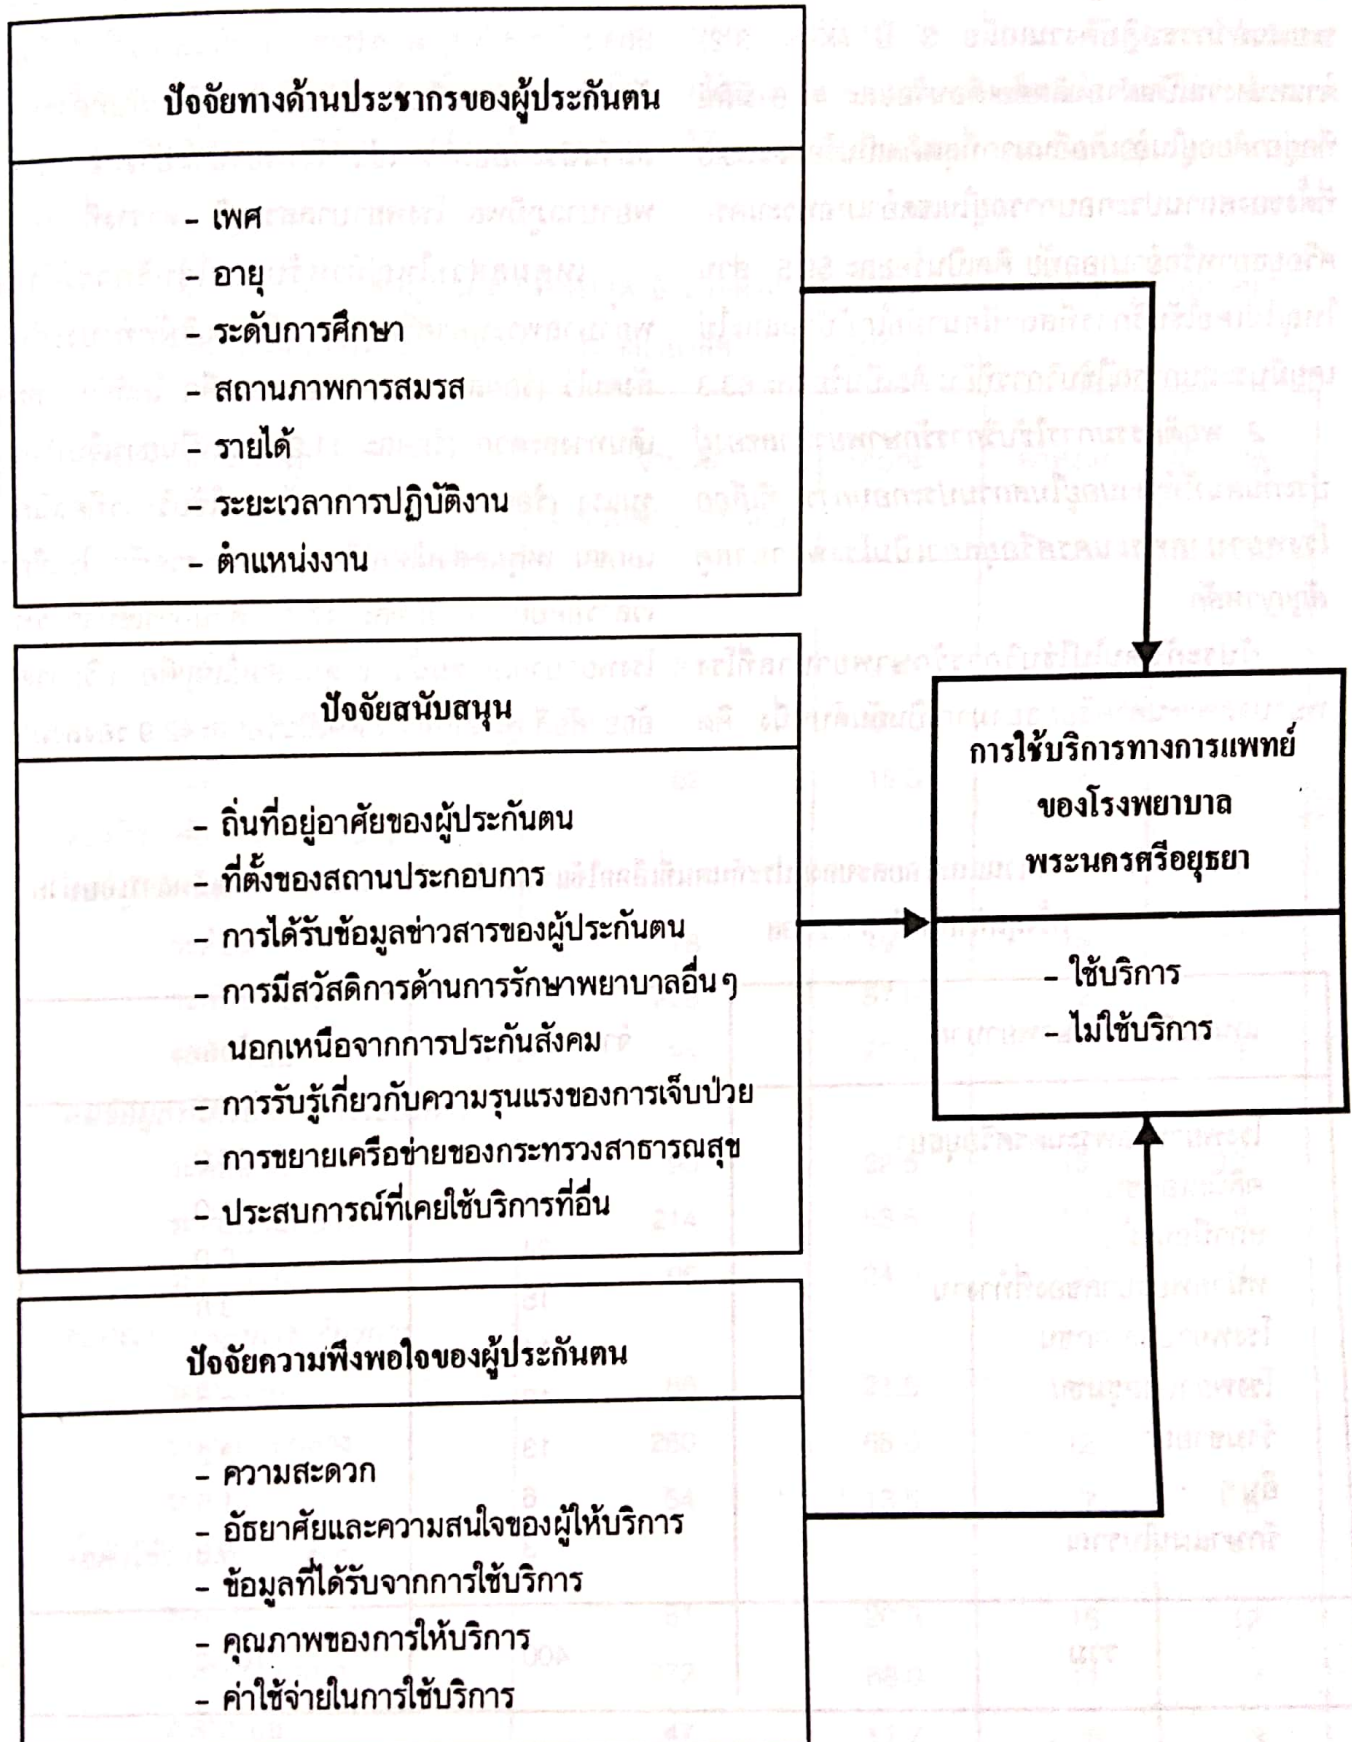 ปัจจัยทางด้านประชากรของผู้ประกันตน
- เพศ
- อายุ
- ระดับการศึกษา
- สถานภาพการสมรส
- รายได้
- ระยะเวลาการปฏิบัติงาน
- ตำแหน่งงาน
ปัจจัยสนับสนุน
- ถิ่นที่อยู่อาศัยของผู้ประกันตน
- ที่ตั้งของสถานประกอบการ
- การได้รับข้อมูลข่าวสารของผู้ประกันตน
- การมีสวัสดิการด้านการรักษาพยาบาลอื่นๆ
นอกเหนือจากการประกันสังคม
- การรับรู้เกี่ยวกับความรุนแรงของการเจ็บป่วย
- การขยายเครือข่ายของกระทรวงสาธารณสุข
- ประสบการณ์ที่เคยใช้บริการที่อื่น
ปัจจัยความพึงพอใจของผู้ประกันตน
- ความสะดวก
- อัธยาศัยและความสนใจของผู้ให้บริการ
- ข้อมูลที่ได้รับจากการใช้บริการ
- คุณภาพของการให้บริการ
- ค่าใช้จ่ายในการใช้บริการ
การใช้บริการทางการแพทย์
ของโรงพยาบาล
พระนครศรีอยุธยา
- ใช้บริการ
- ไม่ใช้บริการ